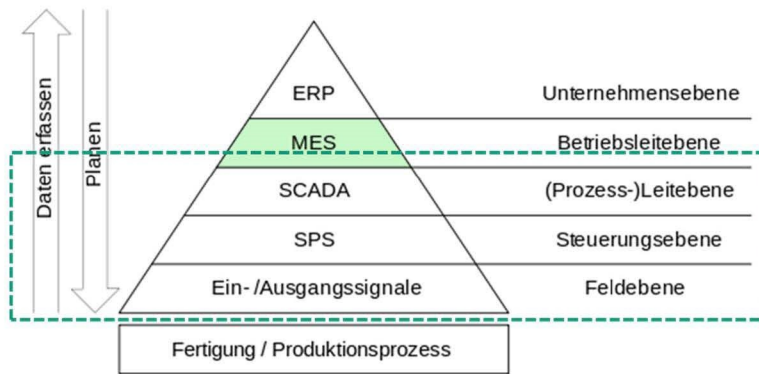 Daten erfassen
Planen
ERP
Unternehmensebene
MES
Betriebsleitebene
SCADA
(Prozess-)Leitebene
SPS
Steuerungsebene
Ein- /Ausgangssignale
Feldebene
Fertigung / Produktionsprozess